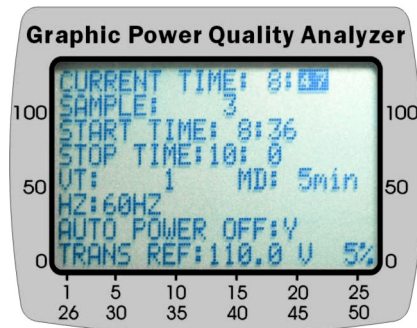 Graphic Power Quality Analyzer
CURRENT TIME: 8:
SAMPLE: 3
START TIME: 8:36
STOP TIME:10: 0
VT: 1 MD: 5min
HZ:60HZ
AUTO POWER OFF:Y
TRANS REF:110.0 V 5%
100 100
50 50
0 0
1 5 10 15 20 25
26 30 35 40 45 50